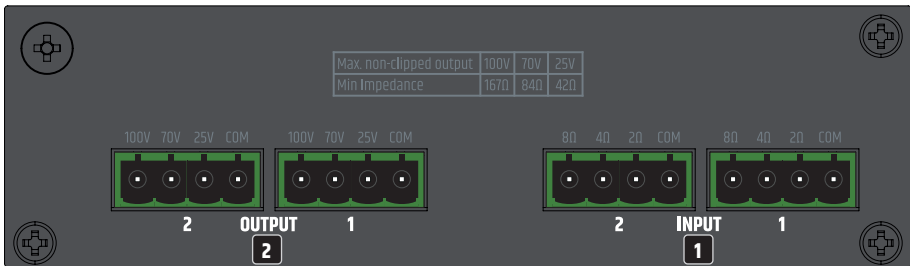 Max. non-clipped output 100V 70V 25V
Min Impedance 167Ω 84Ω 42Ω
100V 70V 25V COM 100V 70V 25V COM 8Ω 4Ω 2Ω COM 8Ω 4Ω 2Ω COM
2 OUTPUT 1 2 INPUT 1
2 1